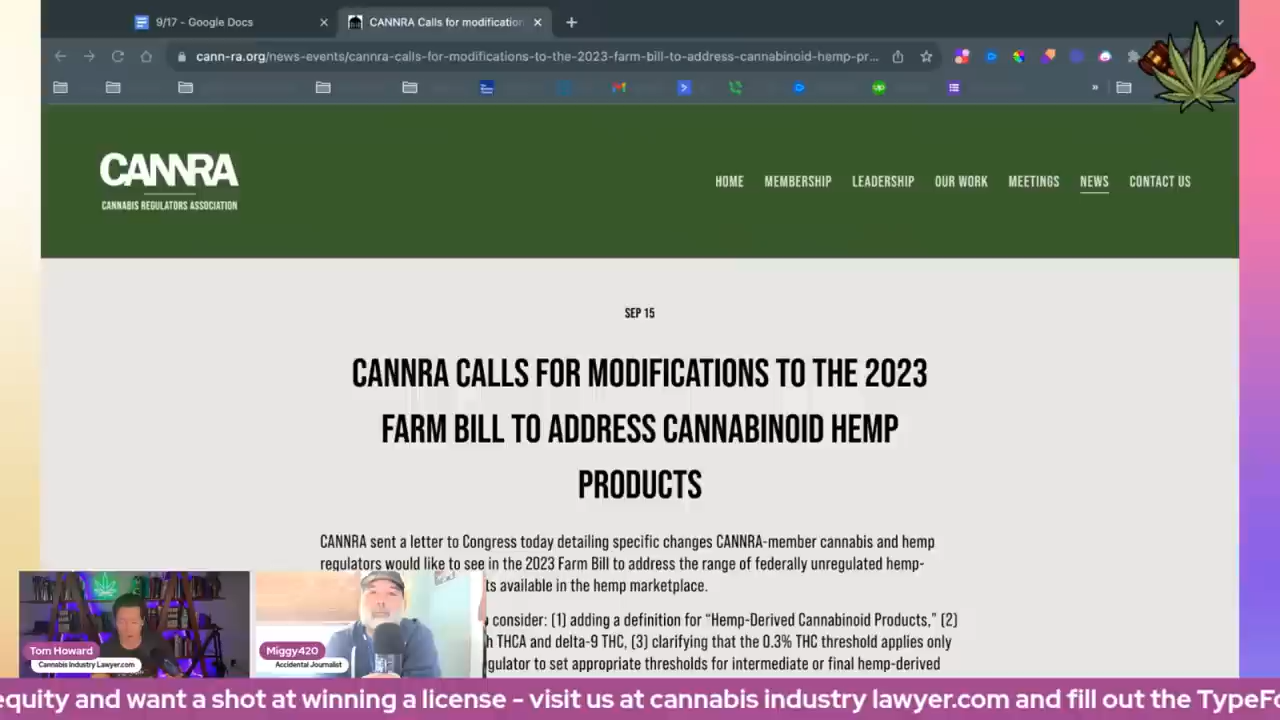 9/17 - Google Docs
CANNRA Calls for modification
cann-ra.org/news-events/cannra-calls-for-modifications-to-the-2023-farm-bill-to-address-cannabinoid-hemp-pr...
CANNRA
CANNABIS REGULATORS ASSOCIATION
HOME MEMBERSHIP LEADERSHIP OUR WORK MEETINGS NEWS CONTACT US
SEP 15
CANNRA CALLS FOR MODIFICATIONS TO THE 2023
FARM BILL TO ADDRESS CANNABINOID HEMP
PRODUCTS
CANNRA sent a letter to Congress today detailing specific changes CANNRA-member cannabis and hemp
regulators would like to see in the 2023 Farm Bill to address the range of federally unregulated hemp-
ts available in the hemp marketplace.
consider: (1) adding a definition for “Hemp-Derived Cannabinoid Products,” (2)
h THCA and delta-9 THC, (3) clarifying that the 0.3% THC threshold applies only
gulator to set appropriate thresholds for intermediate or final hemp-derived
Tom Howard
Cannabis Industry Lawyer.com
Miggy420
Accidental Journalist
equity and want a shot at winning a license - visit us at cannabis industry lawyer.com and fill out the TypeFo